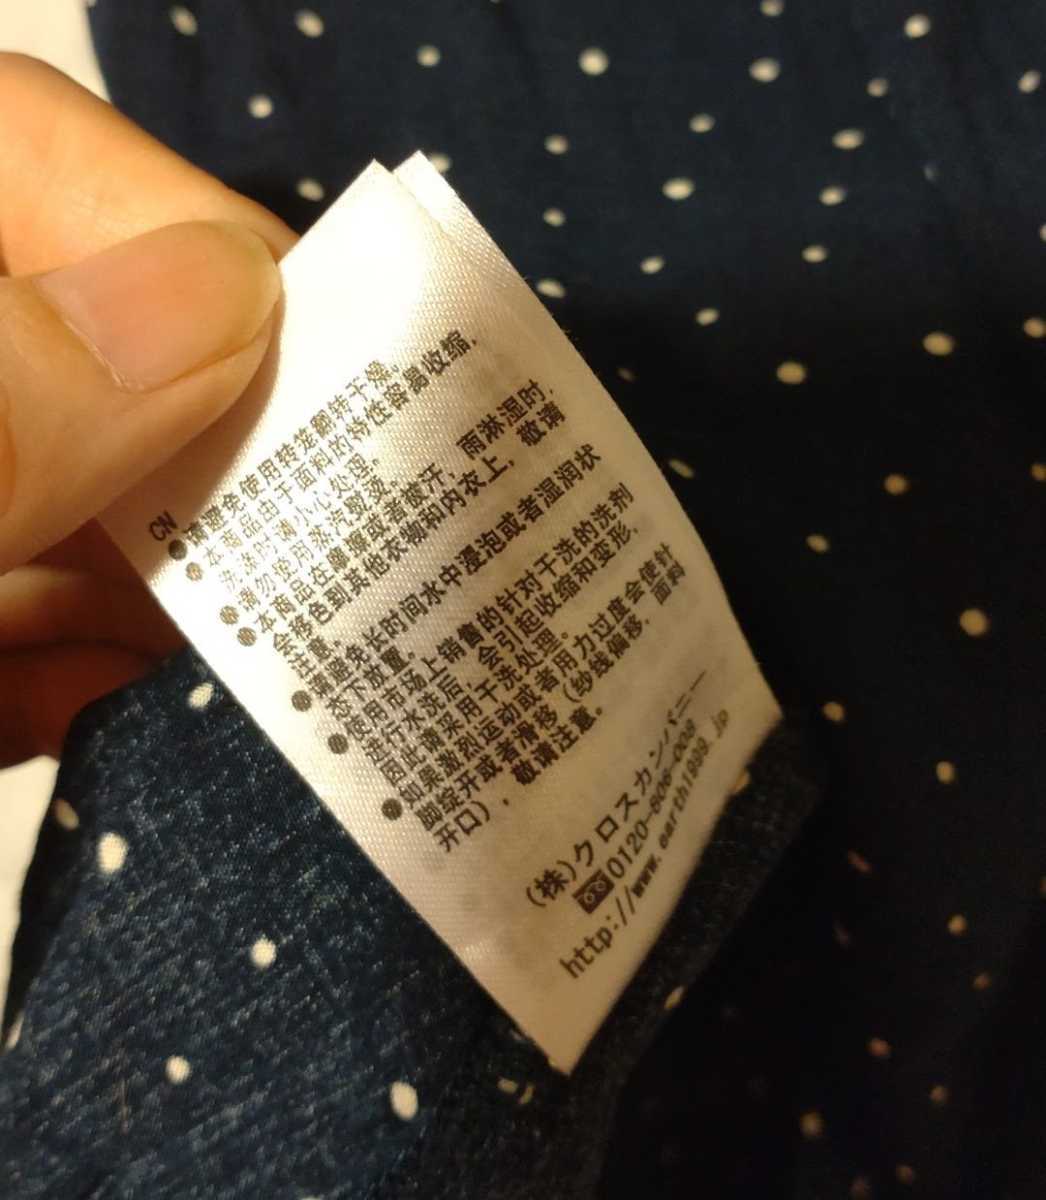 CN
●请避免使用转笼翻转干燥。
●本商品由于面料的特性容易收缩,
洗涤时请小心处理。
●请勿使用蒸汽熨烫。
●本商品在摩擦或者被汗, 雨淋湿时,
会移色到其他衣物和内衣上, 敬请
注意。
●请避免长时间水中浸泡或者湿润状
态下放置。
●使用市场上销售的针对干洗的洗剂
进行水洗后, 会引起收缩和变形,
因此请采用干洗处理。
●如果激烈运动或者用力过度会使针
脚绽开或者滑移(纱线偏移, 面料
开口), 敬请注意。
(株)クロスカンパニー
0120-806-008
http://www.earth1999.jp